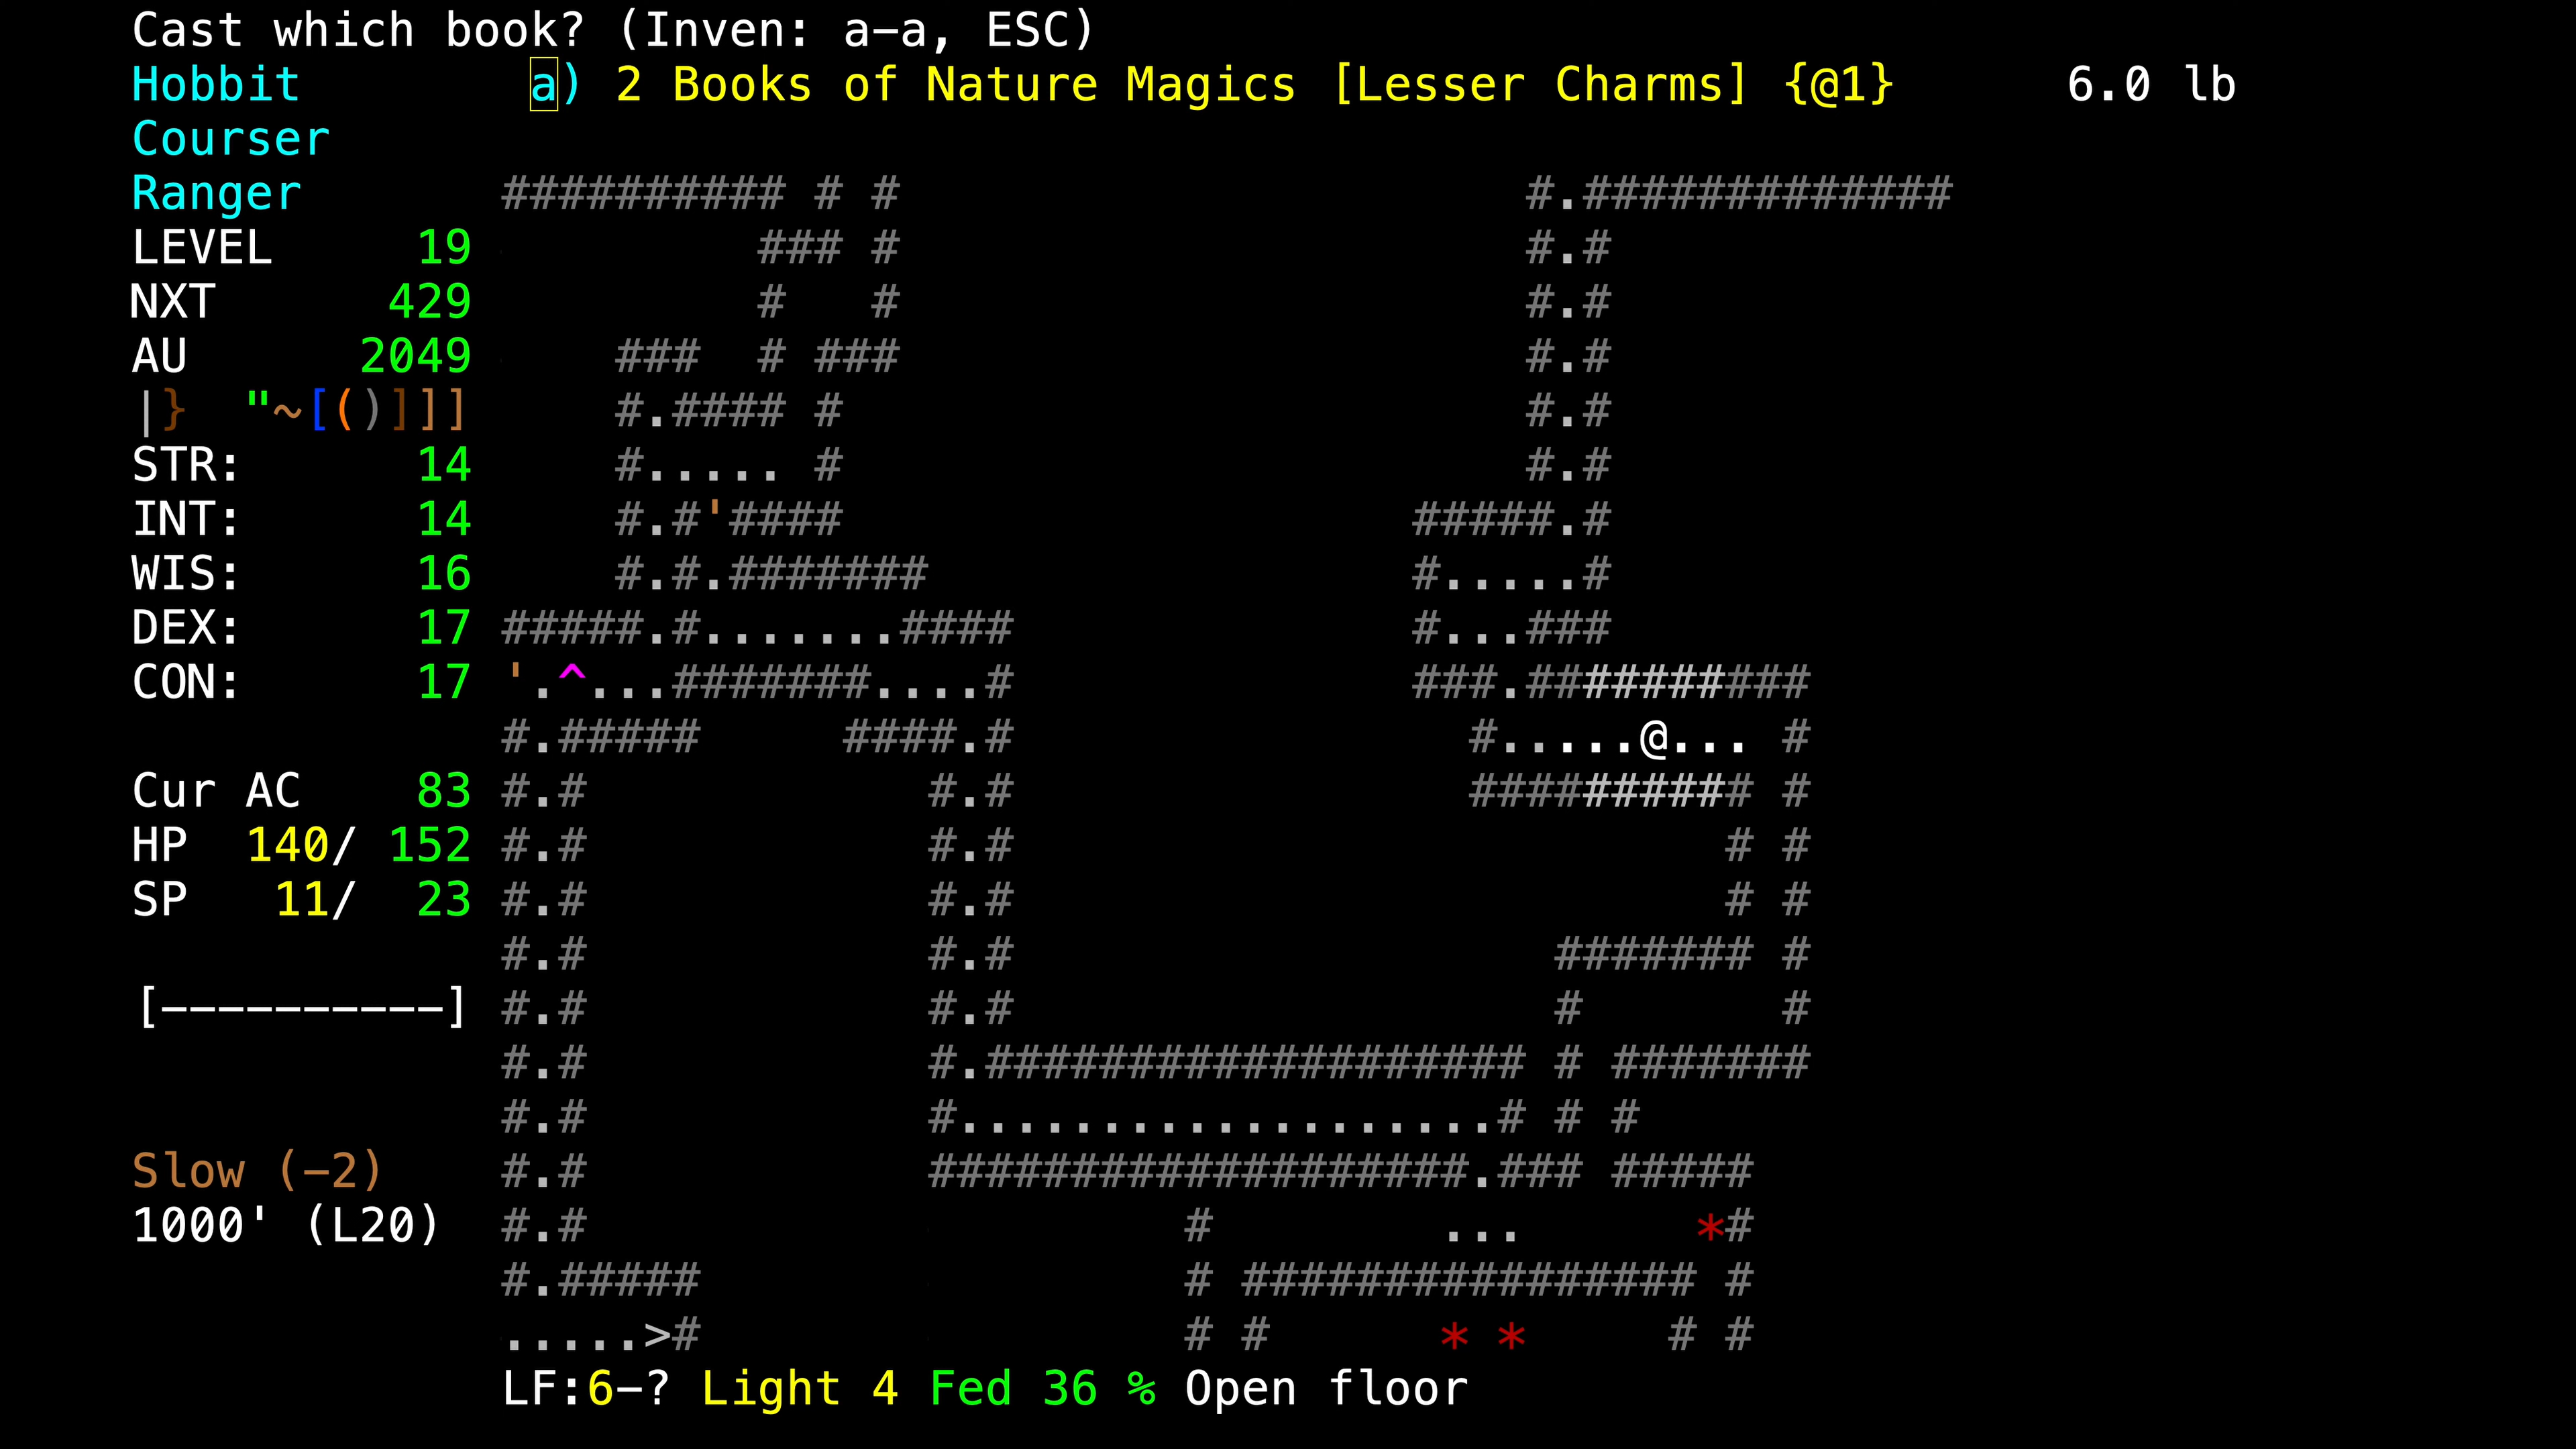 Cast which book? (Inven: a-a, ESC)
Hobbit a) 2 Books of Nature Magics [Lesser Charms] {@1} 6.0 lb
Courser
Ranger ########## # # #.#############
LEVEL 19 ### # #.#
NXT 429 # # #.#
AU 2049 ### # ### #.#
|} "~[()]]] #.#### # #.#
STR: 14 #..... # #.#
INT: 14 #.#'#### #####.#
WIS: 16 #.#.####### #.....#
DEX: 17 #####.#.......#### #...###
CON: 17 '.^...#######....# ###.##########
#.##### ####.# #.....@... #
Cur AC 83 #.# #.# ########## #
HP 140/ 152 #.# #.# # #
SP 11/ 23 #.# #.# # #
#.# #.# ####### #
[----------] #.# #.# # #
#.# #.################### # #######
#.# #...................# # #
Slow (-2) #.# ###################.### #####
1000' (L20) #.# # ... *#
#.##### # ################ #
.....># # # * * # #
LF:6-? Light 4 Fed 36 % Open floor